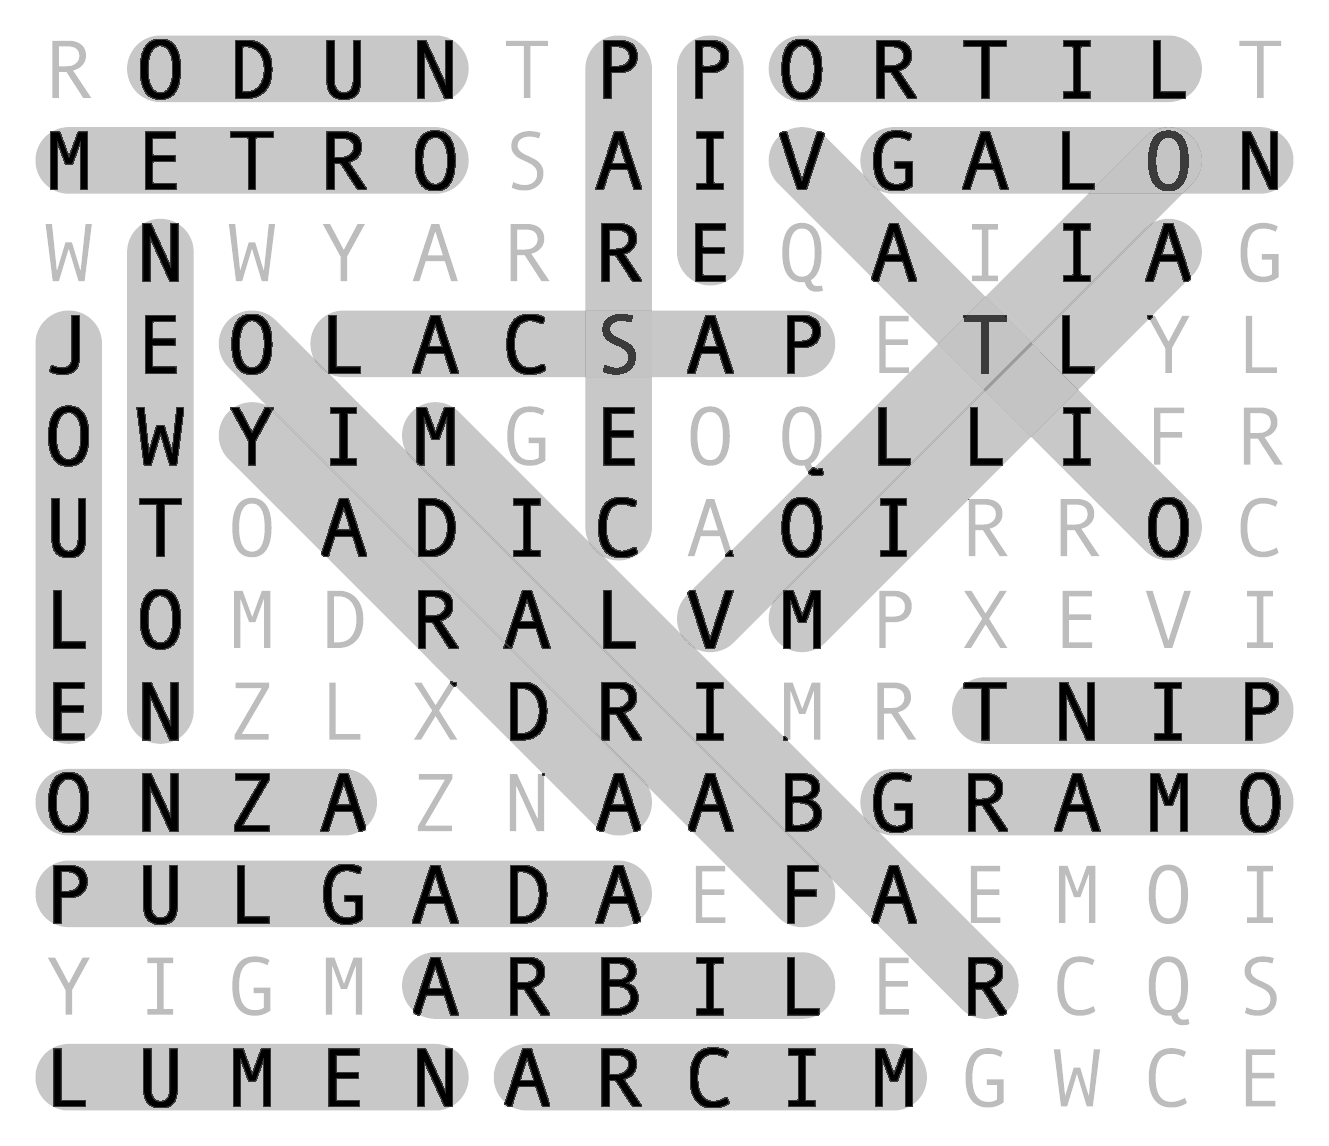 R O D U N T P P O R T I L T
M E T R O S A I V G A L O N
W N W Y A R R E Q A I I A G
J E O L A C S A P E T L Y L
O W Y I M G E O Q L L I F R
U T O A D I C A O I R R O C
L O M D R A L V M P X E V I
E N Z L X D R I M R T N I P
O N Z A Z N A A B G R A M O
P U L G A D A E F A E M O I
Y I G M A R B I L E R C Q S
L U M E N A R C I M G W C E